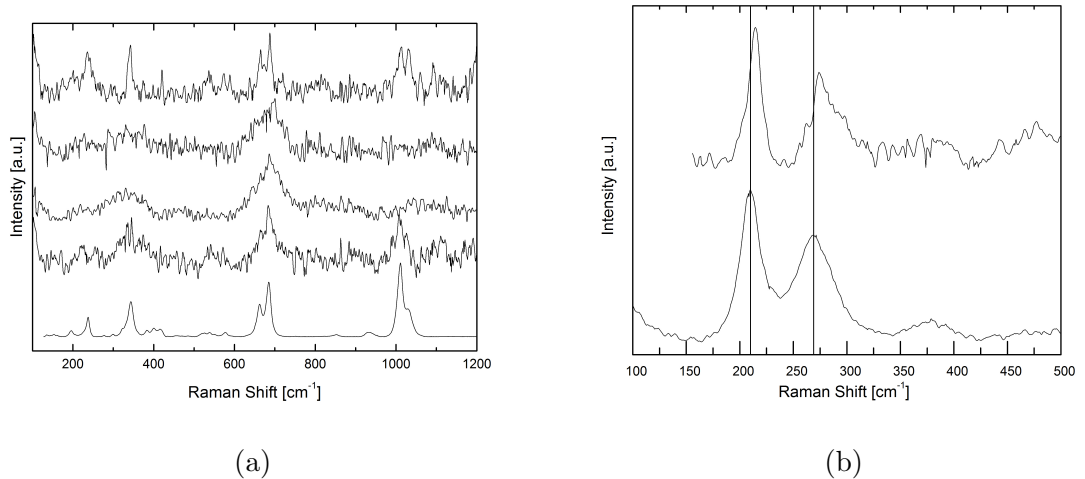 Intensity [a.u.]
200 400 600 800 1000 1200
Raman Shift [cm⁻¹]
(a)
Intensity [a.u.]
100 150 200 250 300 350 400 450 500
Raman Shift [cm⁻¹]
(b)